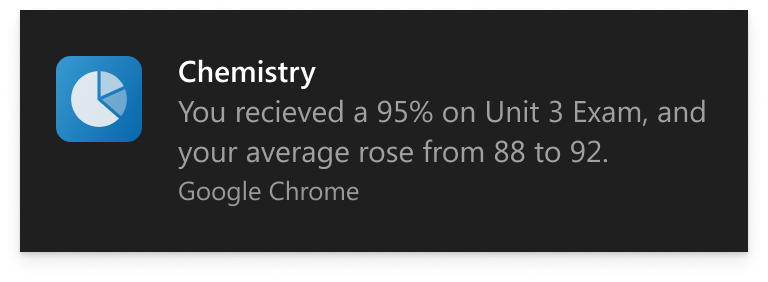 Chemistry
You recieved a 95% on Unit 3 Exam, and
your average rose from 88 to 92.
Google Chrome